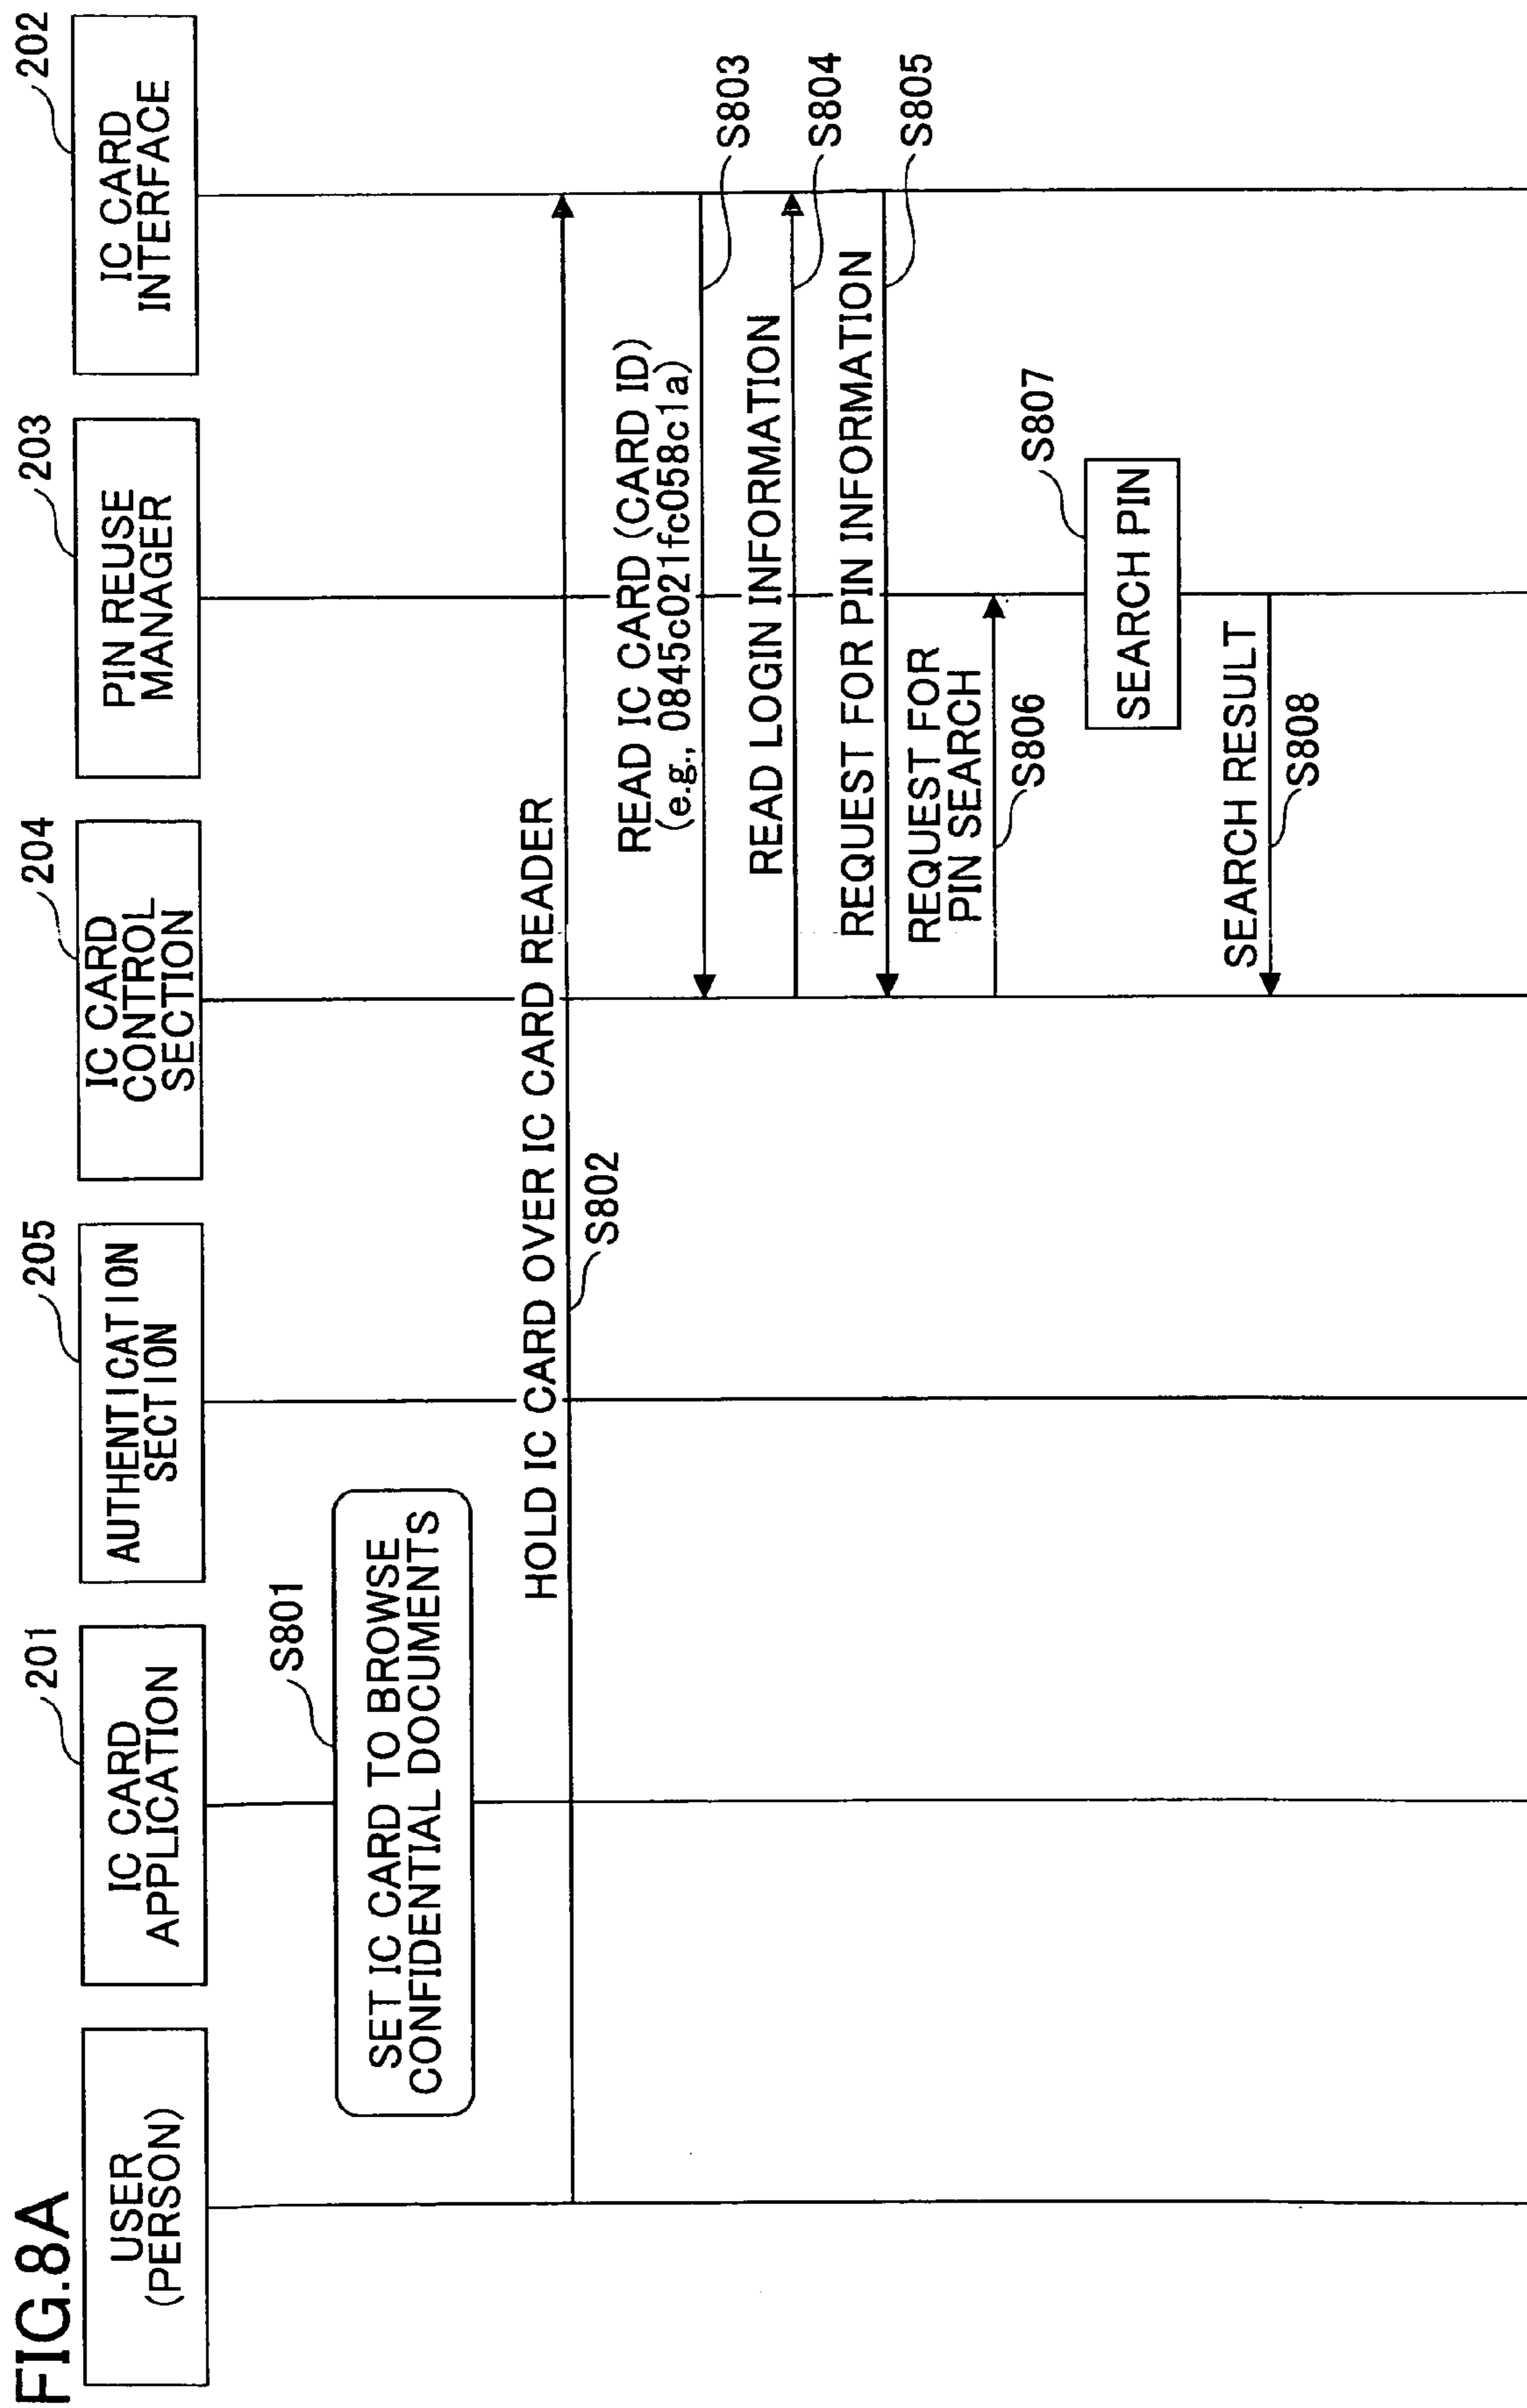 FIG.8A
USER
(PERSON)
201
IC CARD
APPLICATION
205
AUTHENTICATION
SECTION
204
IC CARD
CONTROL
SECTION
203
PIN REUSE
MANAGER
202
IC CARD
INTERFACE
S801
SET IC CARD TO BROWSE
CONFIDENTIAL DOCUMENTS
HOLD IC CARD OVER IC CARD READER
S802
READ IC CARD (CARD ID)
(e.g., 0845c021fc058c1a)
S803
READ LOGIN INFORMATION
S804
REQUEST FOR PIN INFORMATION
S805
REQUEST FOR
PIN SEARCH
S806
S807
SEARCH PIN
SEARCH RESULT
S808